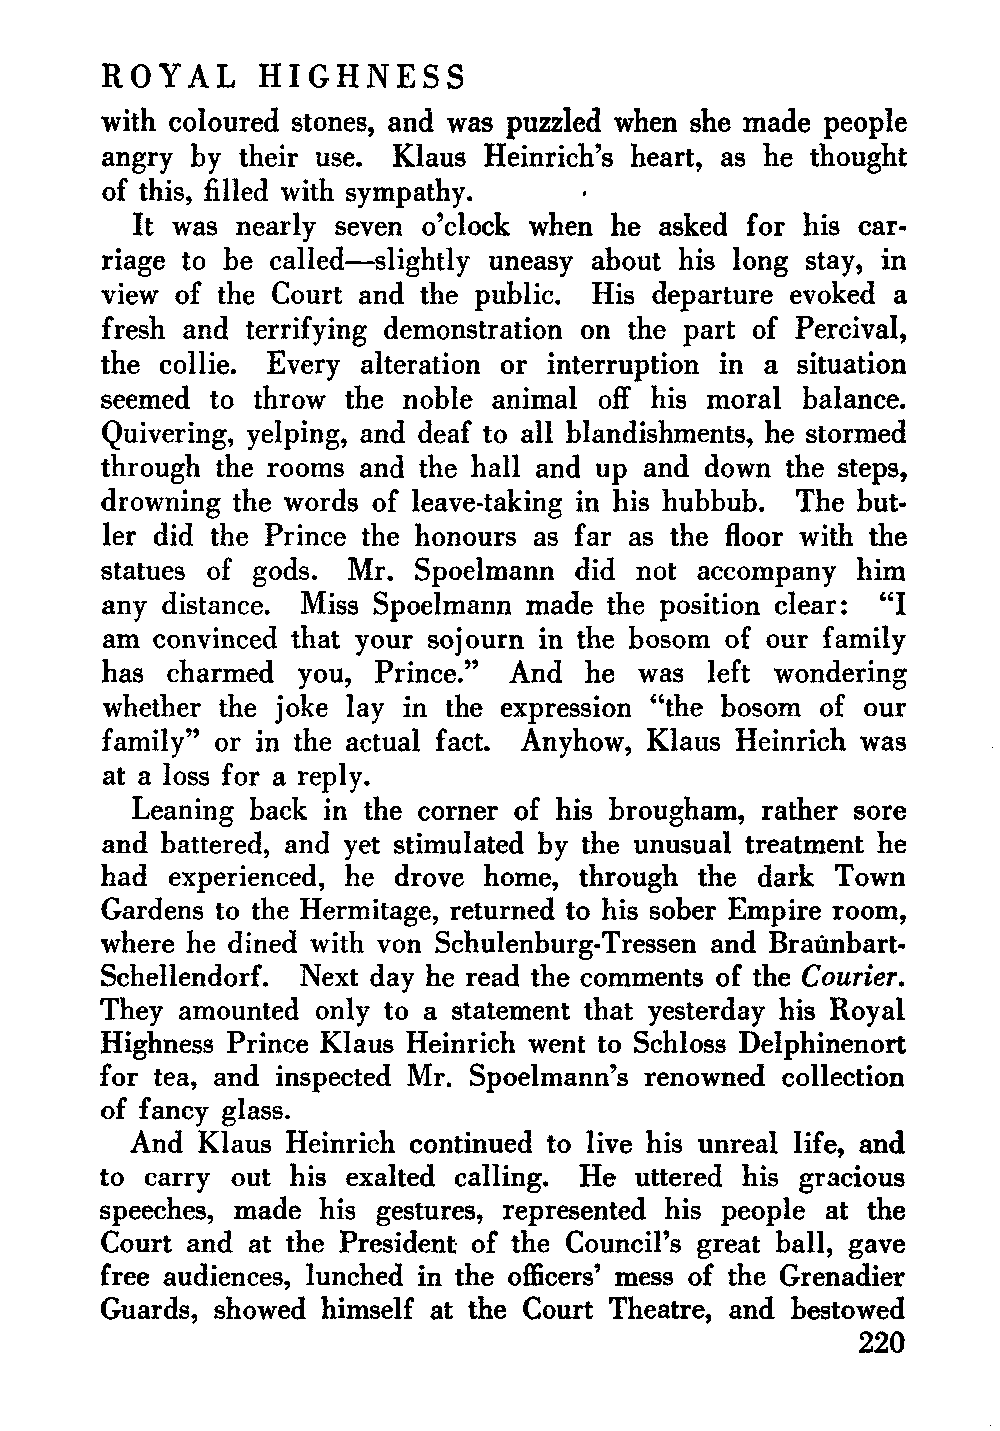 ROYAL HIGHNESS
with coloured stones, and was puzzled when she made people
angry by their use. Klaus Heinrich's heart, as he thought
of this, filled with sympathy.
It was nearly seven o'clock when he asked for his car-
riage to be called—slightly uneasy about his long stay, in
view of the Court and the public. His departure evoked a
fresh and terrifying demonstration on the part of Percival,
the collie. Every alteration or interruption in a situation
seemed to throw the noble animal off his moral balance.
Quivering, yelping, and deaf to all blandishments, he stormed
through the rooms and the hall and up and down the steps,
drowning the words of leave-taking in his hubbub. The but-
ler did the Prince the honours as far as the floor with the
statues of gods. Mr. Spoelmann did not accompany him
any distance. Miss Spoelmann made the position clear: “I
am convinced that your sojourn in the bosom of our family
has charmed you, Prince.” And he was left wondering
whether the joke lay in the expression “the bosom of our
family” or in the actual fact. Anyhow, Klaus Heinrich was
at a loss for a reply.
Leaning back in the corner of his brougham, rather sore
and battered, and yet stimulated by the unusual treatment he
had experienced, he drove home, through the dark Town
Gardens to the Hermitage, returned to his sober Empire room,
where he dined with von Schulenburg-Tressen and Braunbart-
Schellendorf. Next day he read the comments of the Courier.
They amounted only to a statement that yesterday his Royal
Highness Prince Klaus Heinrich went to Schloss Delphinenort
for tea, and inspected Mr. Spoelmann's renowned collection
of fancy glass.
And Klaus Heinrich continued to live his unreal life, and
to carry out his exalted calling. He uttered his gracious
speeches, made his gestures, represented his people at the
Court and at the President of the Council's great ball, gave
free audiences, lunched in the officers' mess of the Grenadier
Guards, showed himself at the Court Theatre, and bestowed
220